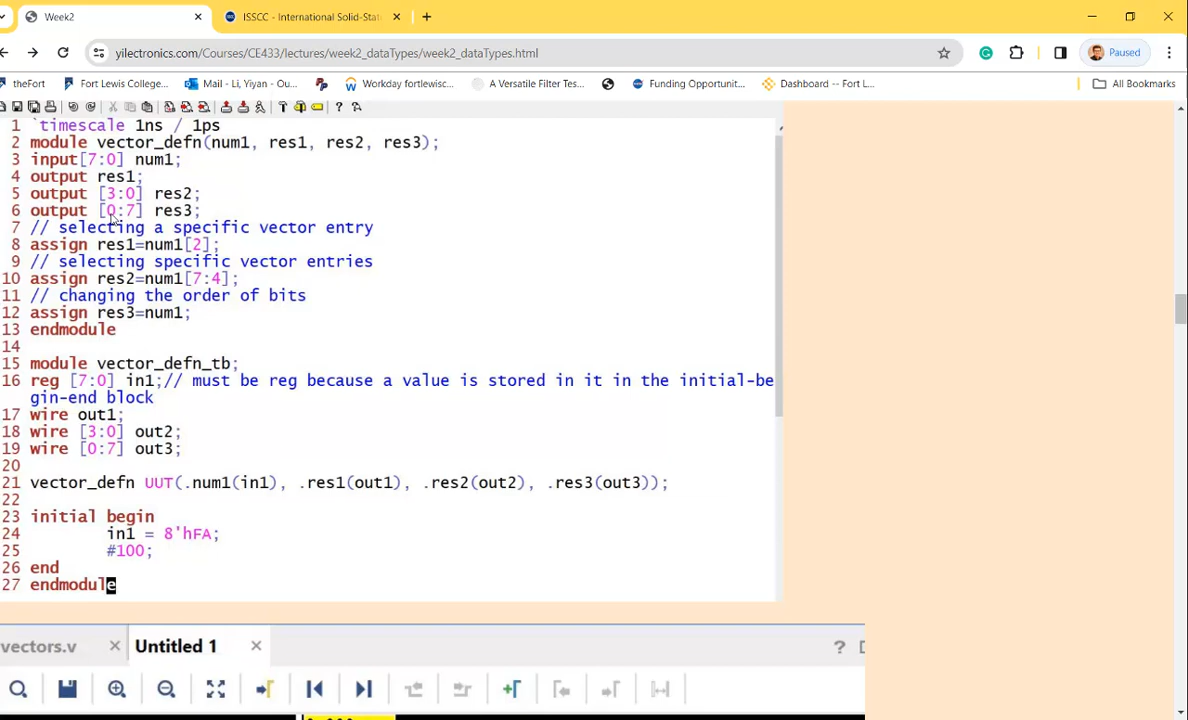 Week2
ISSCC - International Solid-Stat
yilectronics.com/Courses/CE433/lectures/week2_dataTypes/week2_dataTypes.html
Paused
theFort
Fort Lewis College...
Mail - Li, Yiyan - Ou...
Workday fortlewisc...
A Versatile Filter Tes...
Funding Opportunit...
Dashboard -- Fort L...
All Bookmarks
1 `timescale 1ns / 1ps
2 module vector_defn(num1, res1, res2, res3);
3 input[7:0] num1;
4 output res1;
5 output [3:0] res2;
6 output [0:7] res3;
7 // selecting a specific vector entry
8 assign res1=num1[2];
9 // selecting specific vector entries
10 assign res2=num1[7:4];
11 // changing the order of bits
12 assign res3=num1;
13 endmodule
14
15 module vector_defn_tb;
16 reg [7:0] in1;// must be reg because a value is stored in it in the initial-be
gin-end block
17 wire out1;
18 wire [3:0] out2;
19 wire [0:7] out3;
20
21 vector_defn UUT(.num1(in1), .res1(out1), .res2(out2), .res3(out3));
22
23 initial begin
24 in1 = 8'hFA;
25 #100;
26 end
27 endmodule
vectors.v
Untitled 1